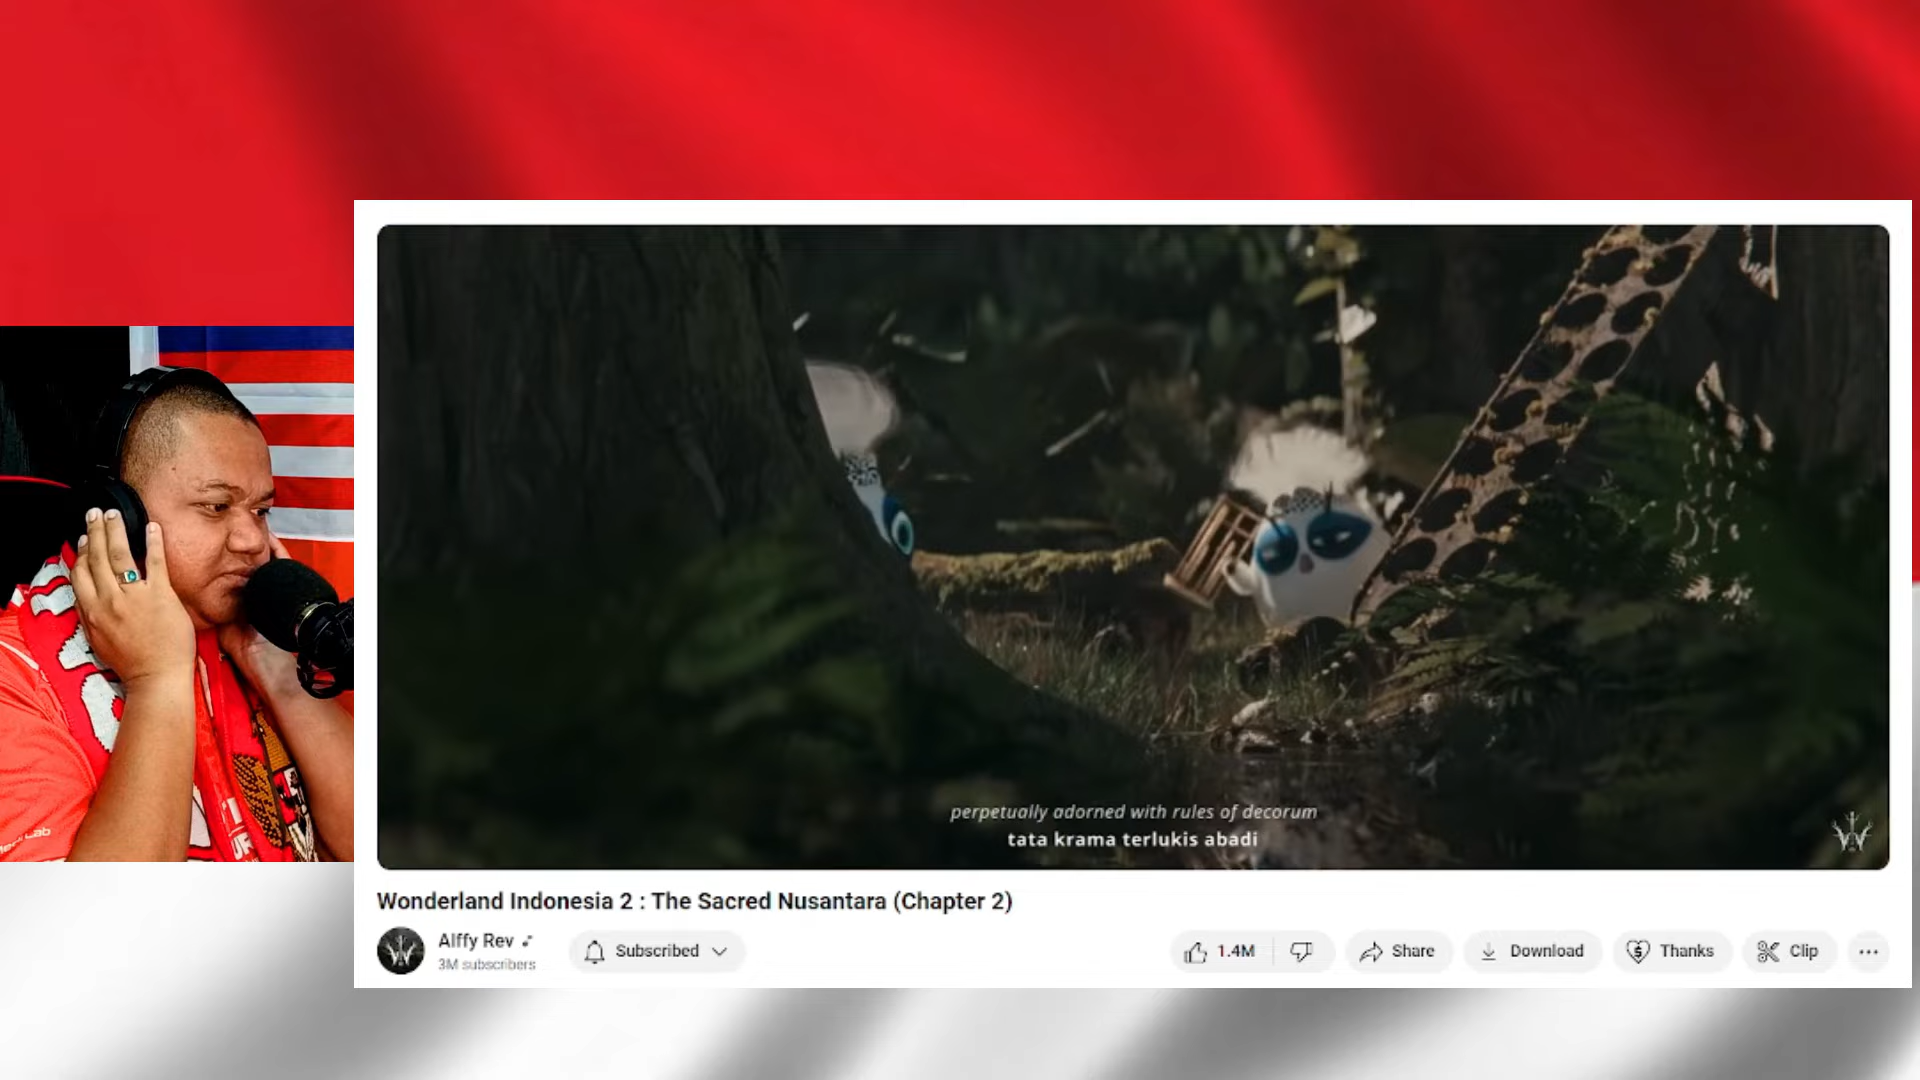 perpetually adorned with rules of decorum
tata krama terlukis abadi
Wonderland Indonesia 2 : The Sacred Nusantara (Chapter 2)
Alffy Rev
3M subscribers
Subscribed
1.4M
Share
Download
Thanks
Clip